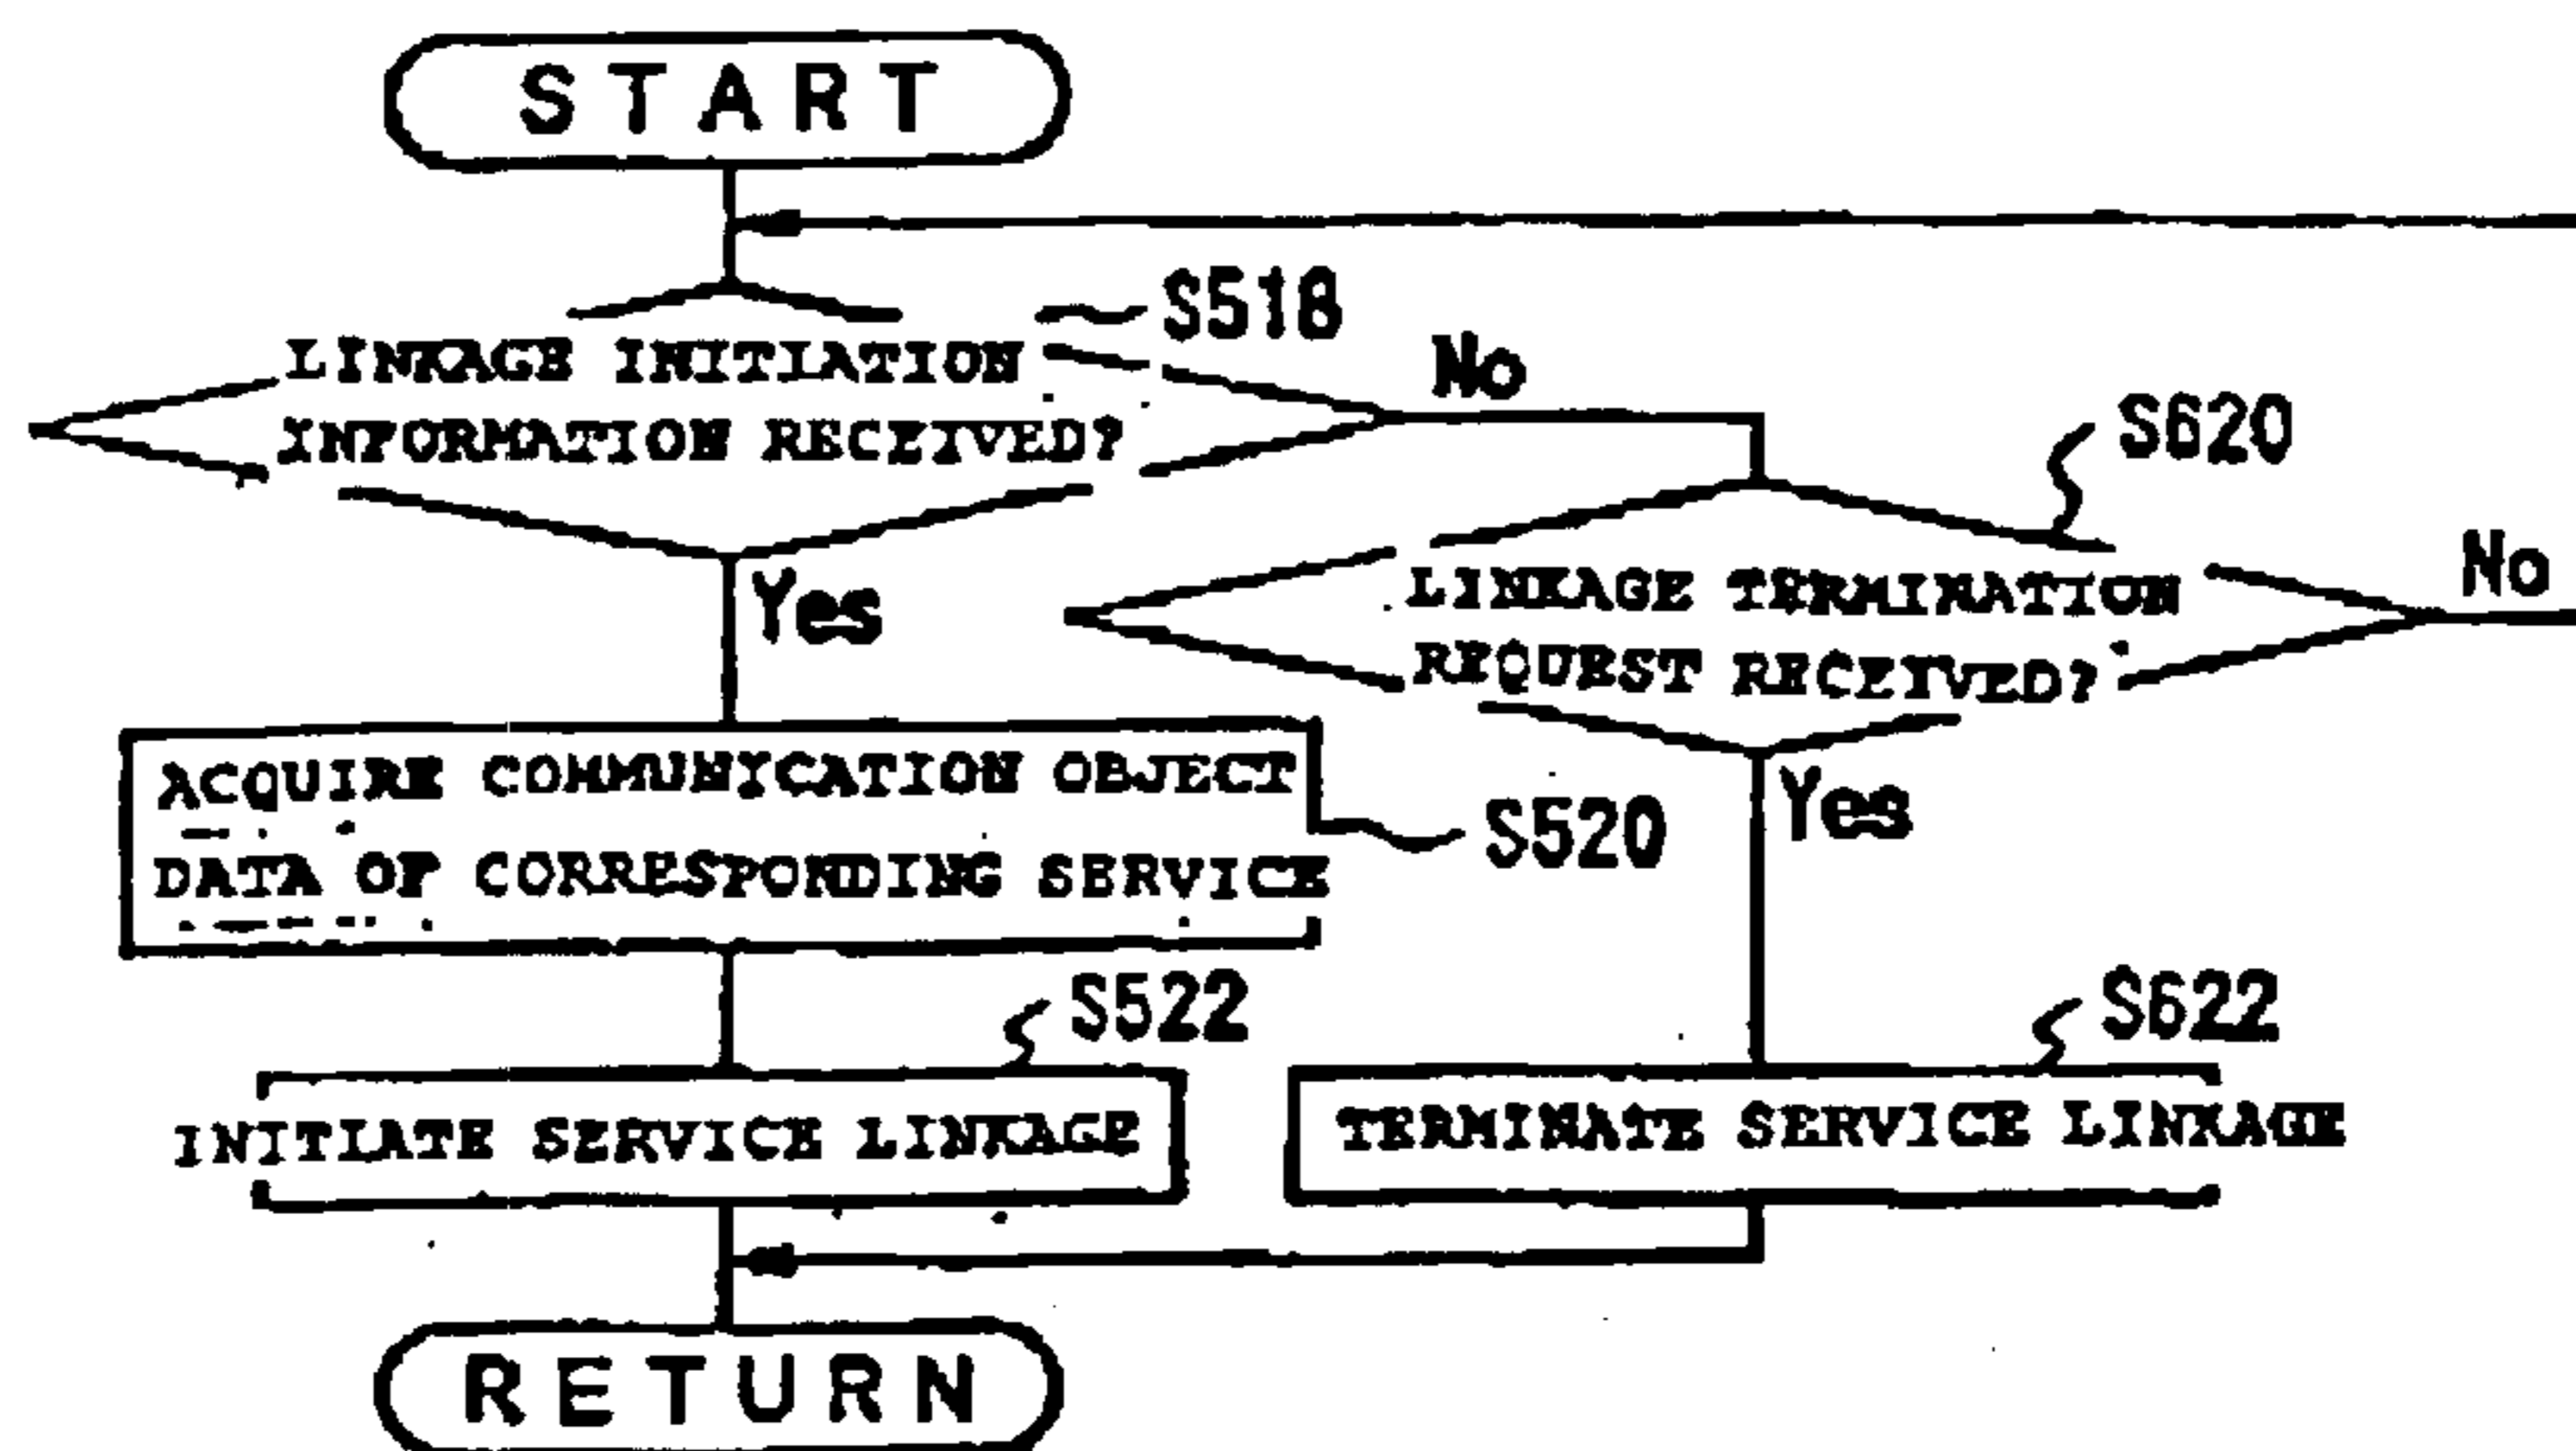 START
S518
LINKAGE INITIATION
INFORMATION RECEIVED?
No
S620
LINKAGE TERMINATION
REQUEST RECEIVED?
No
Yes
Yes
ACQUIRE COMMUNICATION OBJECT
DATA OF CORRESPONDING SERVICE
S520
S522
INITIATE SERVICE LINKAGE
S622
TERMINATE SERVICE LINKAGE
RETURN